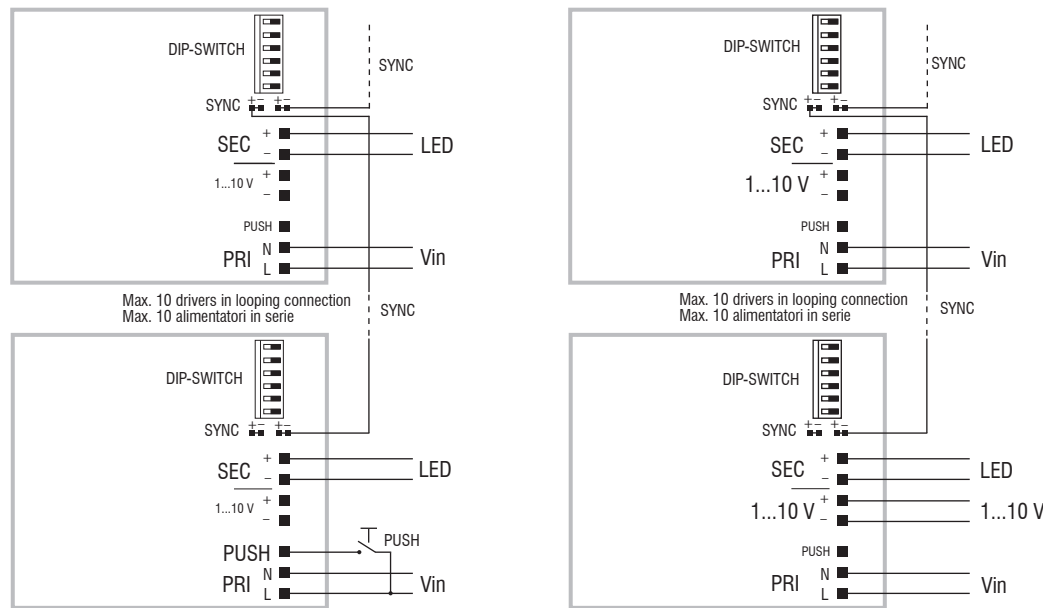 DIP-SWITCH
SYNC
SYNC + − + −
SEC + −
LED
1...10 V + −
PUSH
PRI N L
Vin
Max. 10 drivers in looping connection
Max. 10 alimentatori in serie
SYNC
DIP-SWITCH
SYNC + − + −
SEC + −
LED
1...10 V + −
PUSH
PUSH
PRI N L
Vin
DIP-SWITCH
SYNC
SYNC + − + −
SEC + −
LED
1...10 V + −
PUSH
PRI N L
Vin
Max. 10 drivers in looping connection
Max. 10 alimentatori in serie
SYNC
DIP-SWITCH
SYNC + − + −
SEC + −
LED
1...10 V + −
1...10 V
PUSH
PRI N L
Vin